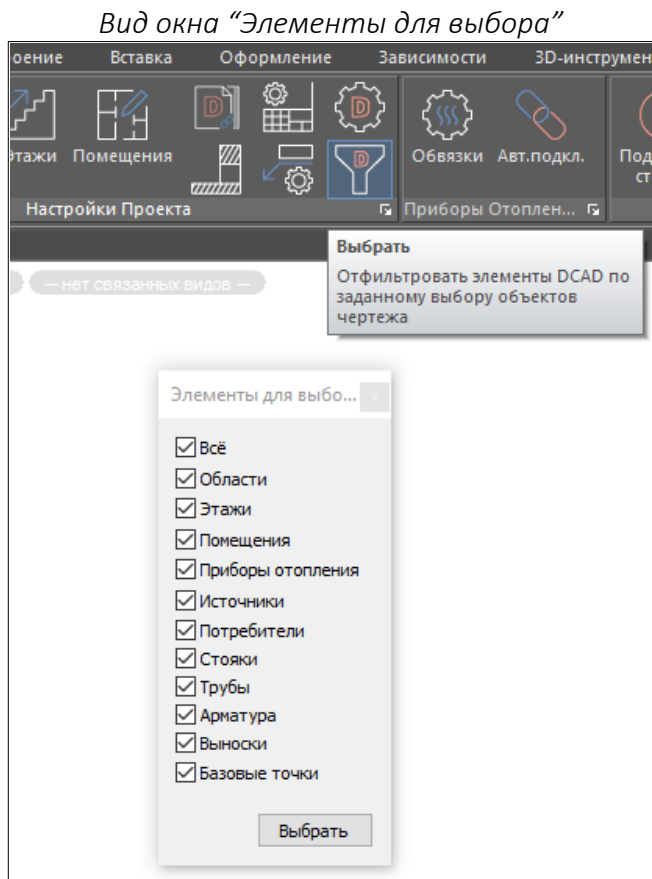 Вид окна “Элементы для выбора”
роение Вставка Оформление Зависимости 3D-инструмен
Этажи Помещения Обвязки Авт.подкл. Под
ст
Настройки Проекта Приборы Отоплен...
Выбрать
— нет связанных видов —
Отфильтровать элементы DCAD по
заданному выбору объектов
чертежа
Элементы для выбо... x
Всё
Области
Этажи
Помещения
Приборы отопления
Источники
Потребители
Стояки
Трубы
Арматура
Выноски
Базовые точки
Выбрать